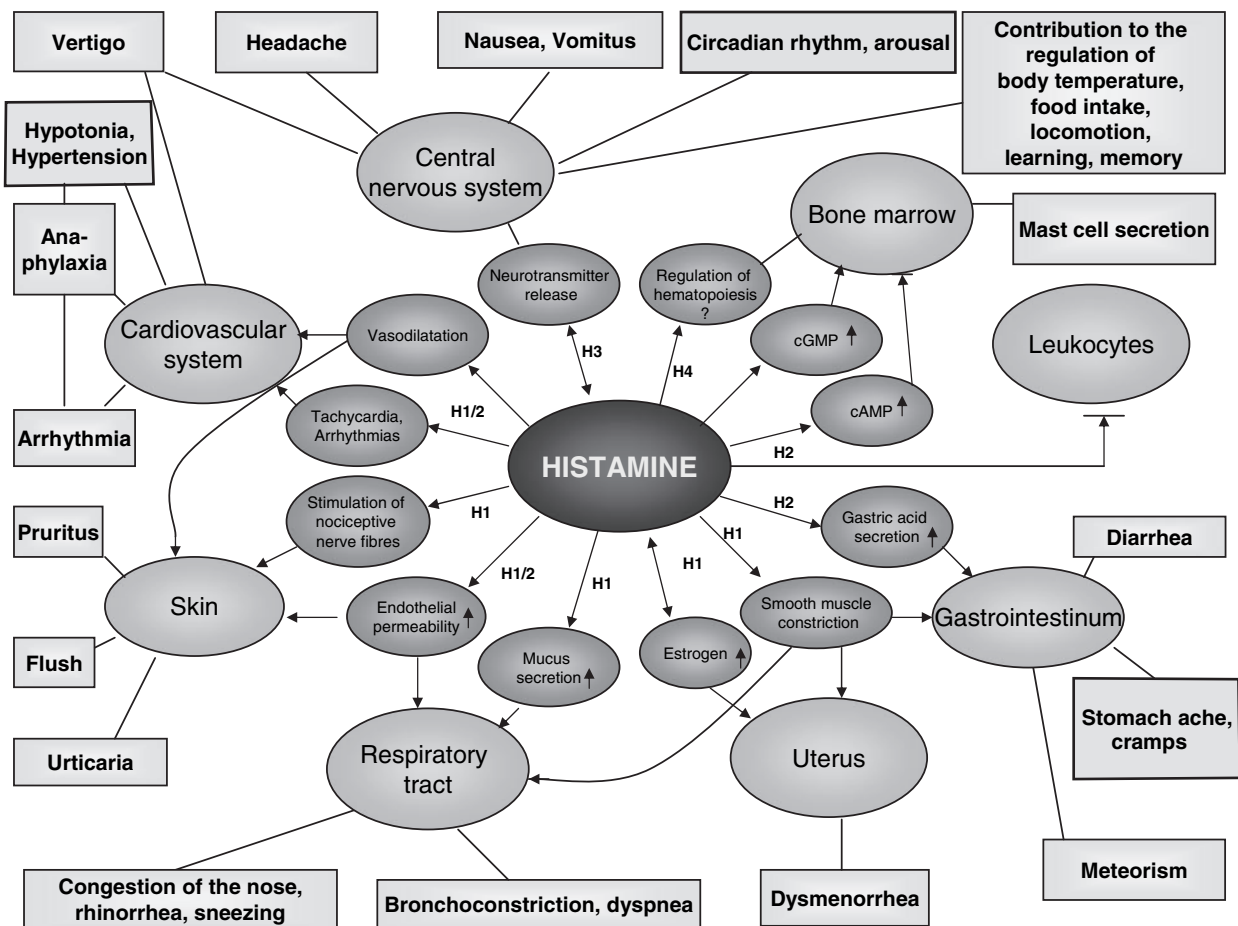 Vertigo
Headache
Nausea, Vomitus
Circadian rhythm, arousal
Contribution to the
regulation of
body temperature,
food intake,
locomotion,
learning, memory
Hypotonia,
Hypertension
Central
nervous system
Bone marrow
Mast cell secretion
Ana-
phylaxia
Neurotransmitter
release
Regulation of
hematopoiesis
?
Cardiovascular
system
Vasodilatation
cGMP
Leukocytes
H3
H4
cAMP
Arrhythmia
Tachycardia,
Arrhythmias
H1/2
H2
HISTAMINE
Pruritus
Stimulation of
nociceptive
nerve fibres
H1
H2
Gastric acid
secretion
Diarrhea
H1/2
H1
H1
H1
Skin
Endothelial
permeability
Smooth muscle
constriction
Gastrointestinum
Flush
Mucus
secretion
Estrogen
Stomach ache,
cramps
Urticaria
Respiratory
tract
Uterus
Meteorism
Congestion of the nose,
rhinorrhea, sneezing
Bronchoconstriction, dyspnea
Dysmenorrhea